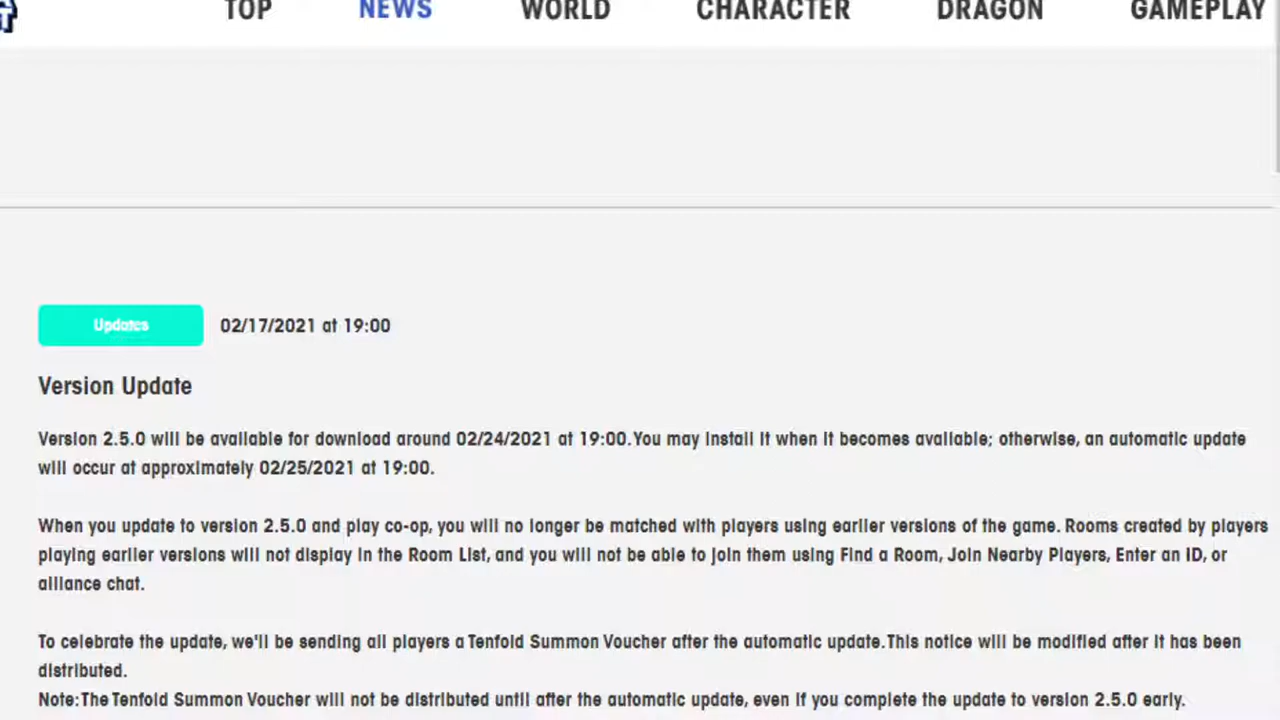 TOP NEWS WORLD CHARACTER DRAGON GAMEPLAY
Updates 02/17/2021 at 19:00
Version Update
Version 2.5.0 will be available for download around 02/24/2021 at 19:00.You may install it when it becomes available; otherwise, an automatic update
will occur at approximately 02/25/2021 at 19:00.
When you update to version 2.5.0 and play co-op, you will no longer be matched with players using earlier versions of the game. Rooms created by players
playing earlier versions will not display in the Room List, and you will not be able to join them using Find a Room, Join Nearby Players, Enter an ID, or
alliance chat.
To celebrate the update, we'll be sending all players a Tenfold Summon Voucher after the automatic update.This notice will be modified after it has been
distributed.
Note:The Tenfold Summon Voucher will not be distributed until after the automatic update, even if you complete the update to version 2.5.0 early.